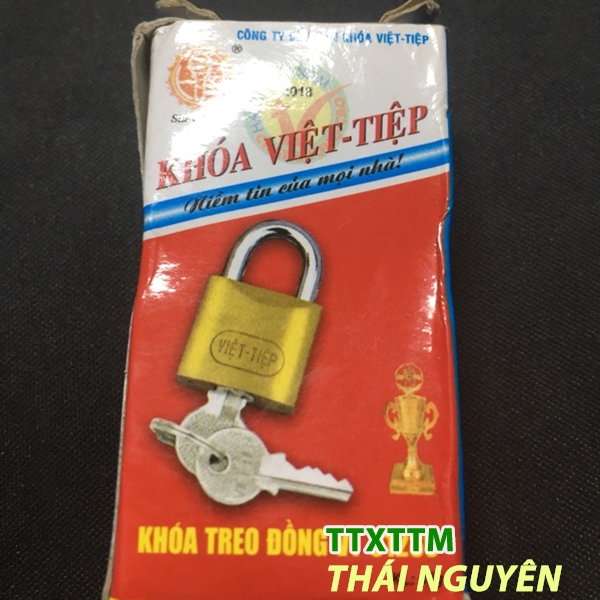 CÔNG TY KHÓA VIỆT-TIỆP
®
2018
KHÓA VIỆT-TIỆP
Niềm tin của mọi nhà!
VIỆT-TIỆP
KHÓA TREO ĐỒNG
TTXTTM
THÁI NGUYÊN